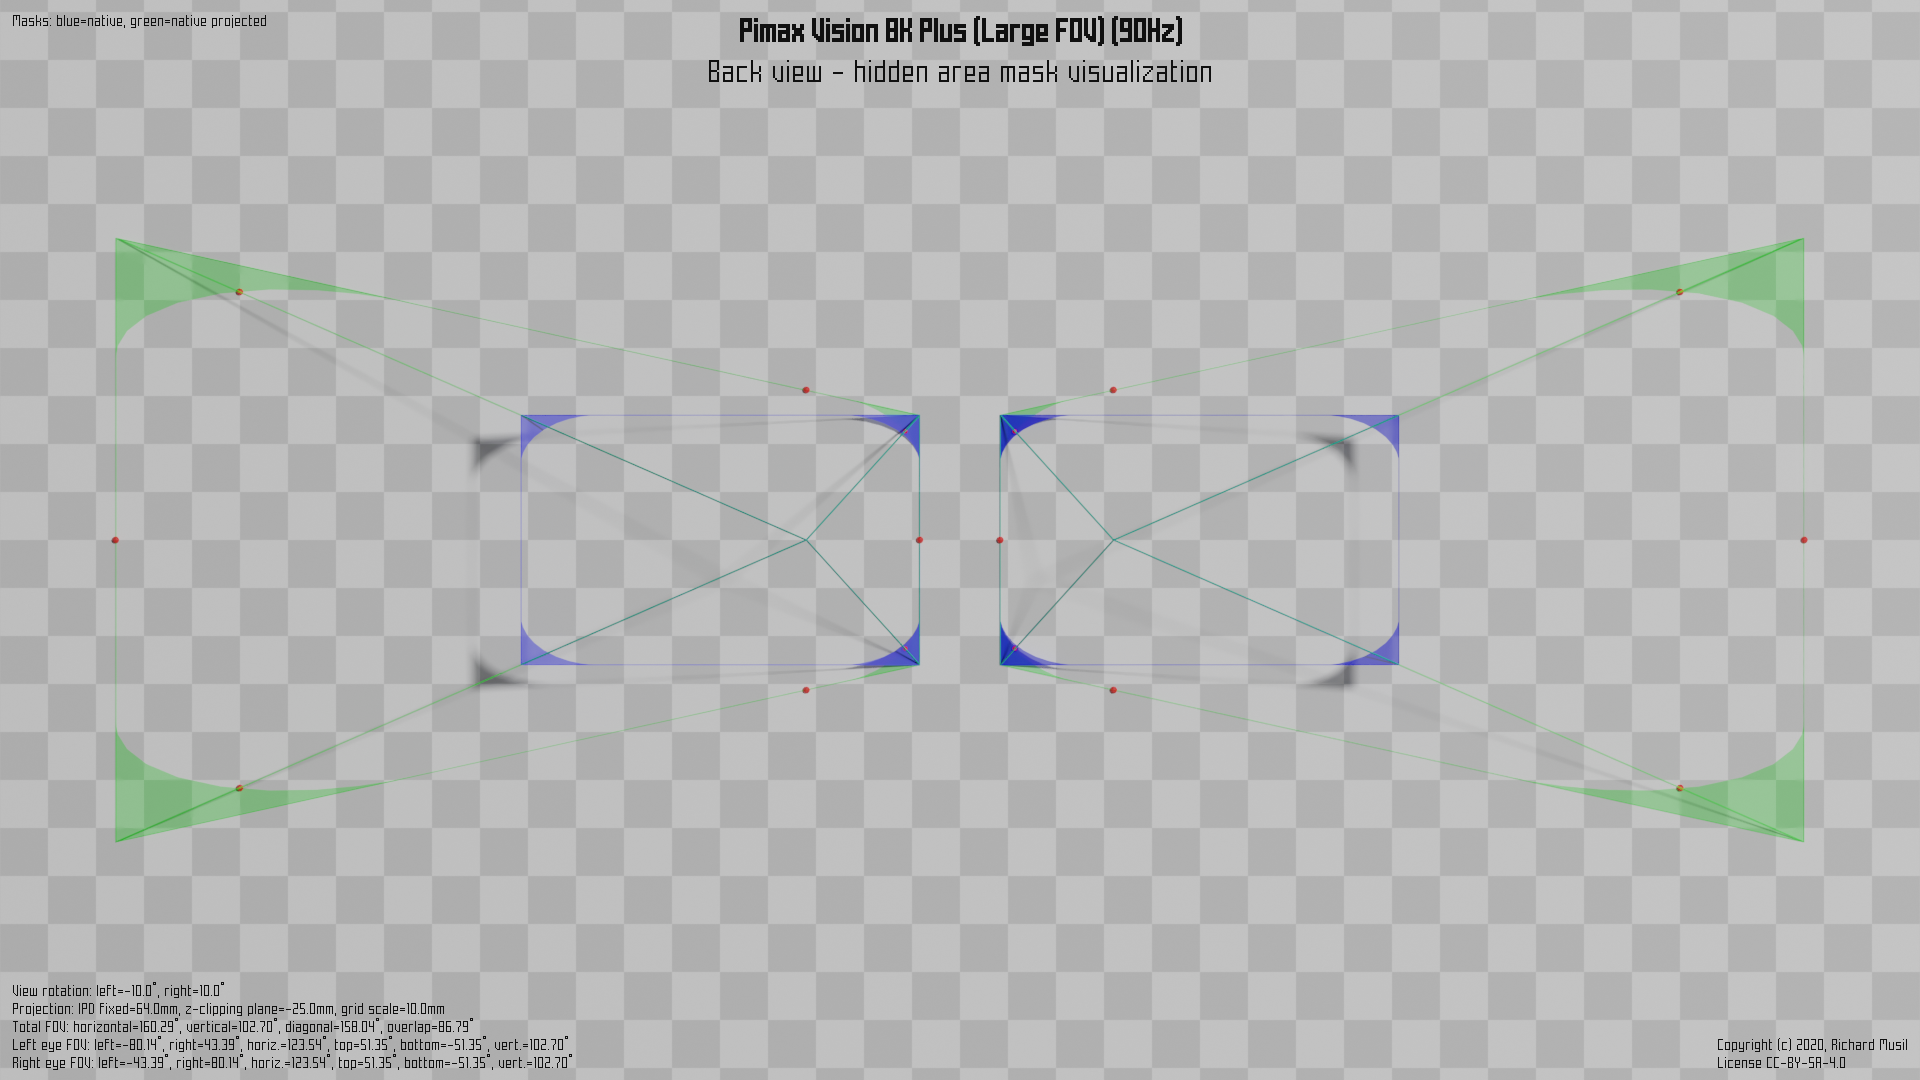 Masks: blue=native, green=native projected
Pimax Vision 8K Plus (Large FOV) (90Hz)
Back view - hidden area mask visualization
View rotation: left=-10.0°, right=10.0°
Projection: IPD fixed=64.0mm, z-clipping plane=-25.0mm, grid scale=10.0mm
Total FOV: horizontal=160.29°, vertical=102.70°, diagonal=158.04°, overlap=86.79°
Left eye FOV: left=-80.14°, right=43.39°, horiz.=123.54°, top=51.35°, bottom=-51.35°, vert.=102.70°
Right eye FOV: left=-43.39°, right=80.14°, horiz.=123.54°, top=51.35°, bottom=-51.35°, vert.=102.70°
Copyright (c) 2020, Richard Musil
License CC-BY-SA-4.0